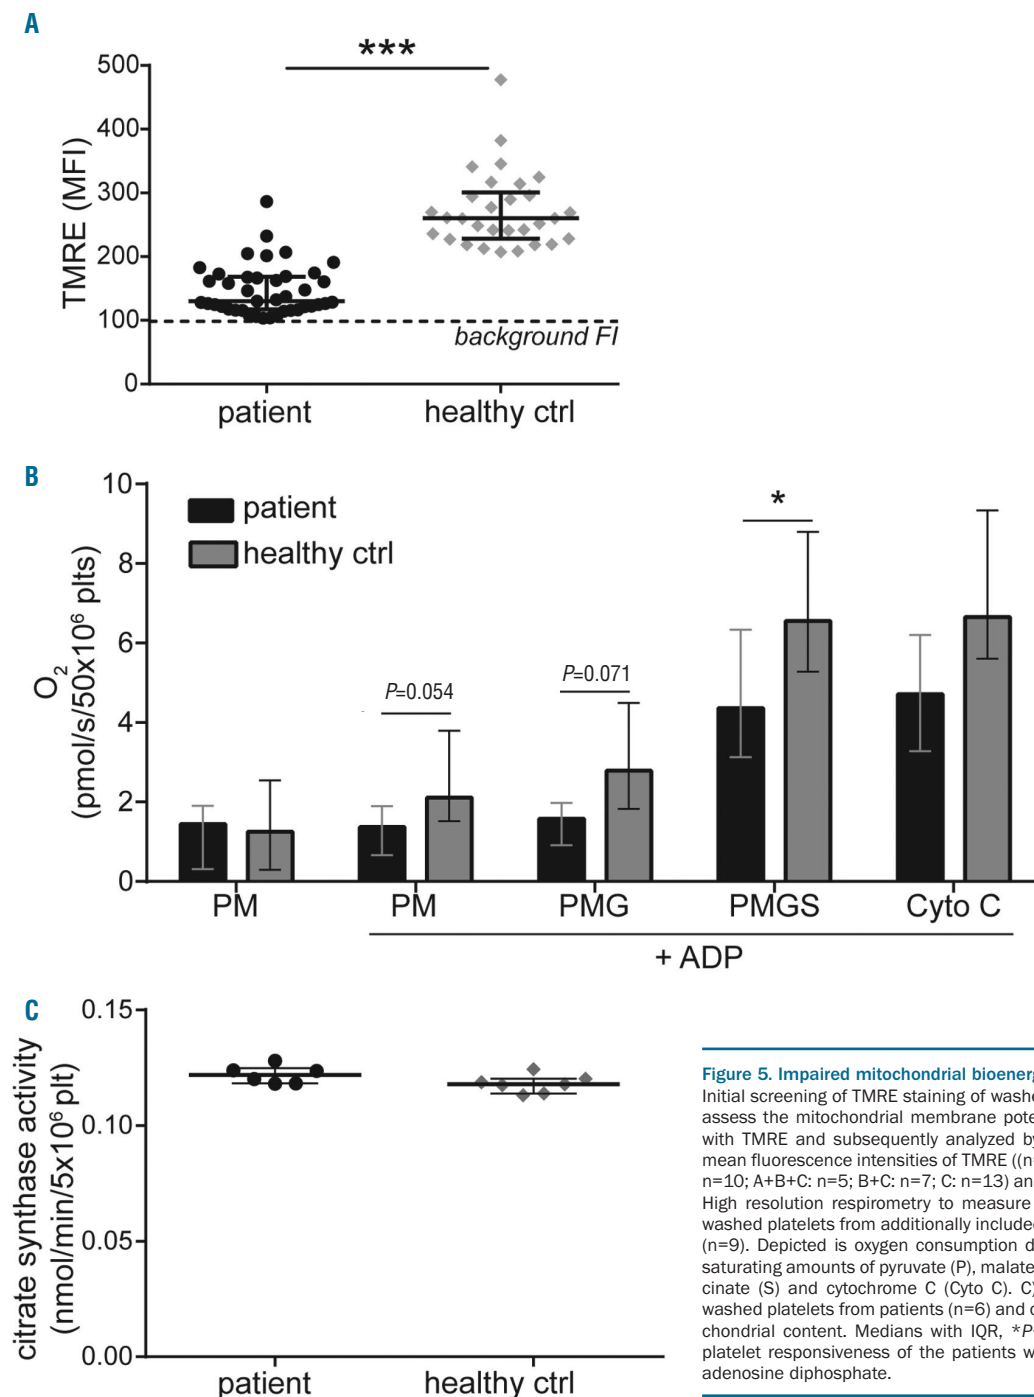 A
***
500
400
300
200
100
0
TMRE (MFI)
background FI
patient
healthy ctrl
B
10
8
6
4
2
0
O2
(pmol/s/50x10⁶ plts)
patient
healthy ctrl
P=0.054
P=0.071
*
PM
PM
PMG
PMGS
Cyto C
+ ADP
C
0.15
0.10
0.05
0.00
citrate synthase activity
(nmol/min/5x10⁶ plt)
patient
healthy ctrl
Figure 5. Impaired mitochondrial bioenerg
Initial screening of TMRE staining of washe
assess the mitochondrial membrane pote
with TMRE and subsequently analyzed by
mean fluorescence intensities of TMRE ((n
n=10; A+B+C: n=5; B+C: n=7; C: n=13) an
High resolution respirometry to measure
washed platelets from additionally included
(n=9). Depicted is oxygen consumption d
saturating amounts of pyruvate (P), malate
cinate (S) and cytochrome C (Cyto C). C)
washed platelets from patients (n=6) and c
chondrial content. Medians with IQR, *P
platelet responsiveness of the patients w
adenosine diphosphate.